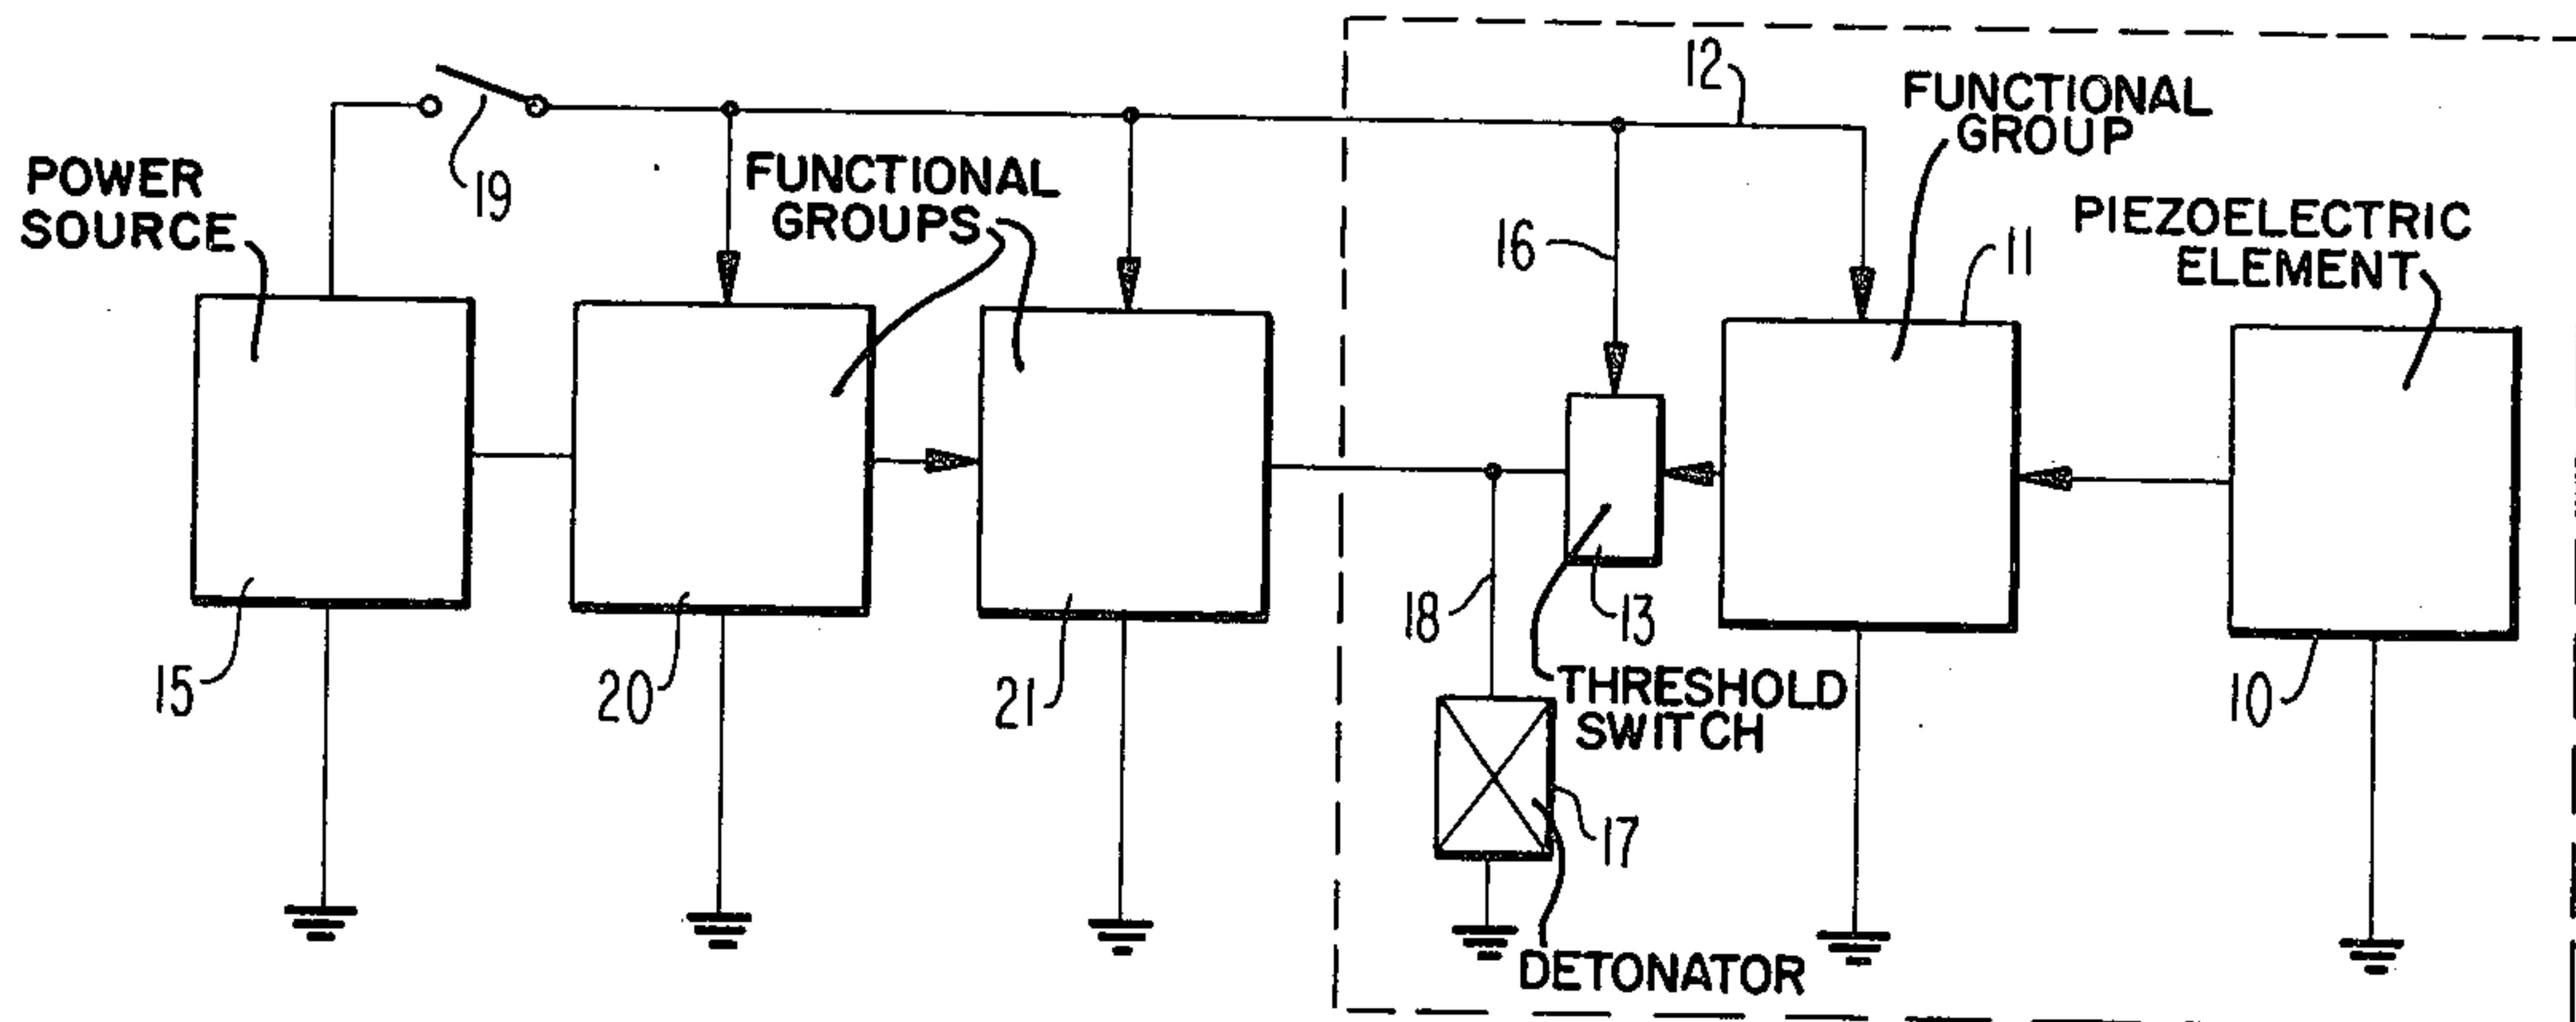 12
FUNCTIONAL
GROUP
POWER
SOURCE
19
FUNCTIONAL
GROUPS
16
11
PIEZOELECTRIC
ELEMENT
15
20
21
18
13
THRESHOLD
SWITCH
10
17
DETONATOR